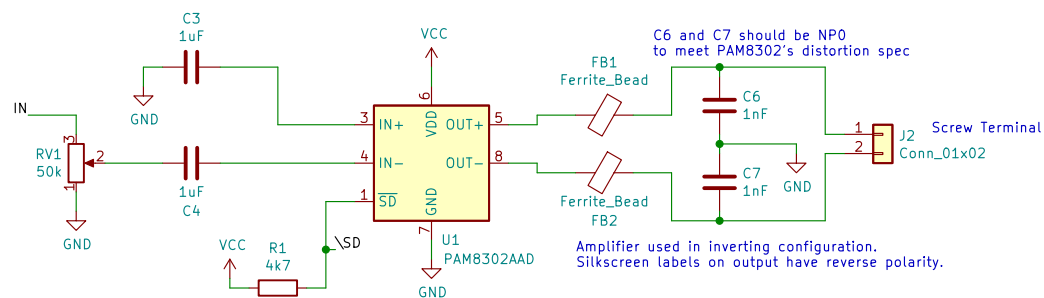 C3
1uF
GND
IN
3
RV1
50k
2
1
GND
1uF
C4
VCC
R1
4k7
\SD
VCC
6
VDD
3
IN+
4
IN-
1
SD
OUT+
5
OUT-
8
GND
7
U1
PAM8302AAD
GND
FB1
Ferrite_Bead
Ferrite_Bead
FB2
C6 and C7 should be NP0
to meet PAM8302's distortion spec
C6
1nF
C7
1nF
GND
1
2
J2
Conn_01x02
Screw Terminal
Amplifier used in inverting configuration.
Silkscreen labels on output have reverse polarity.